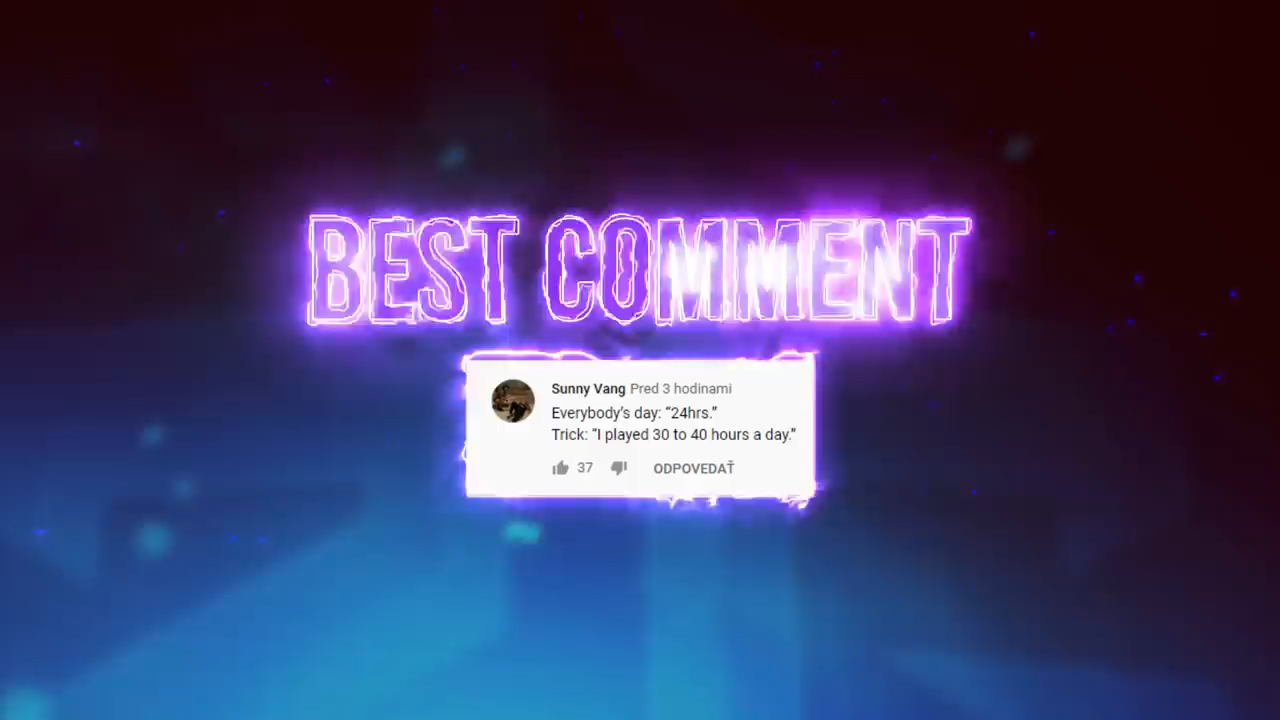 BEST COMMENT
Sunny Vang Pred 3 hodinami
Everybody's day: “24hrs.”
Trick: “I played 30 to 40 hours a day.”
37 ODPOVEDAŤ